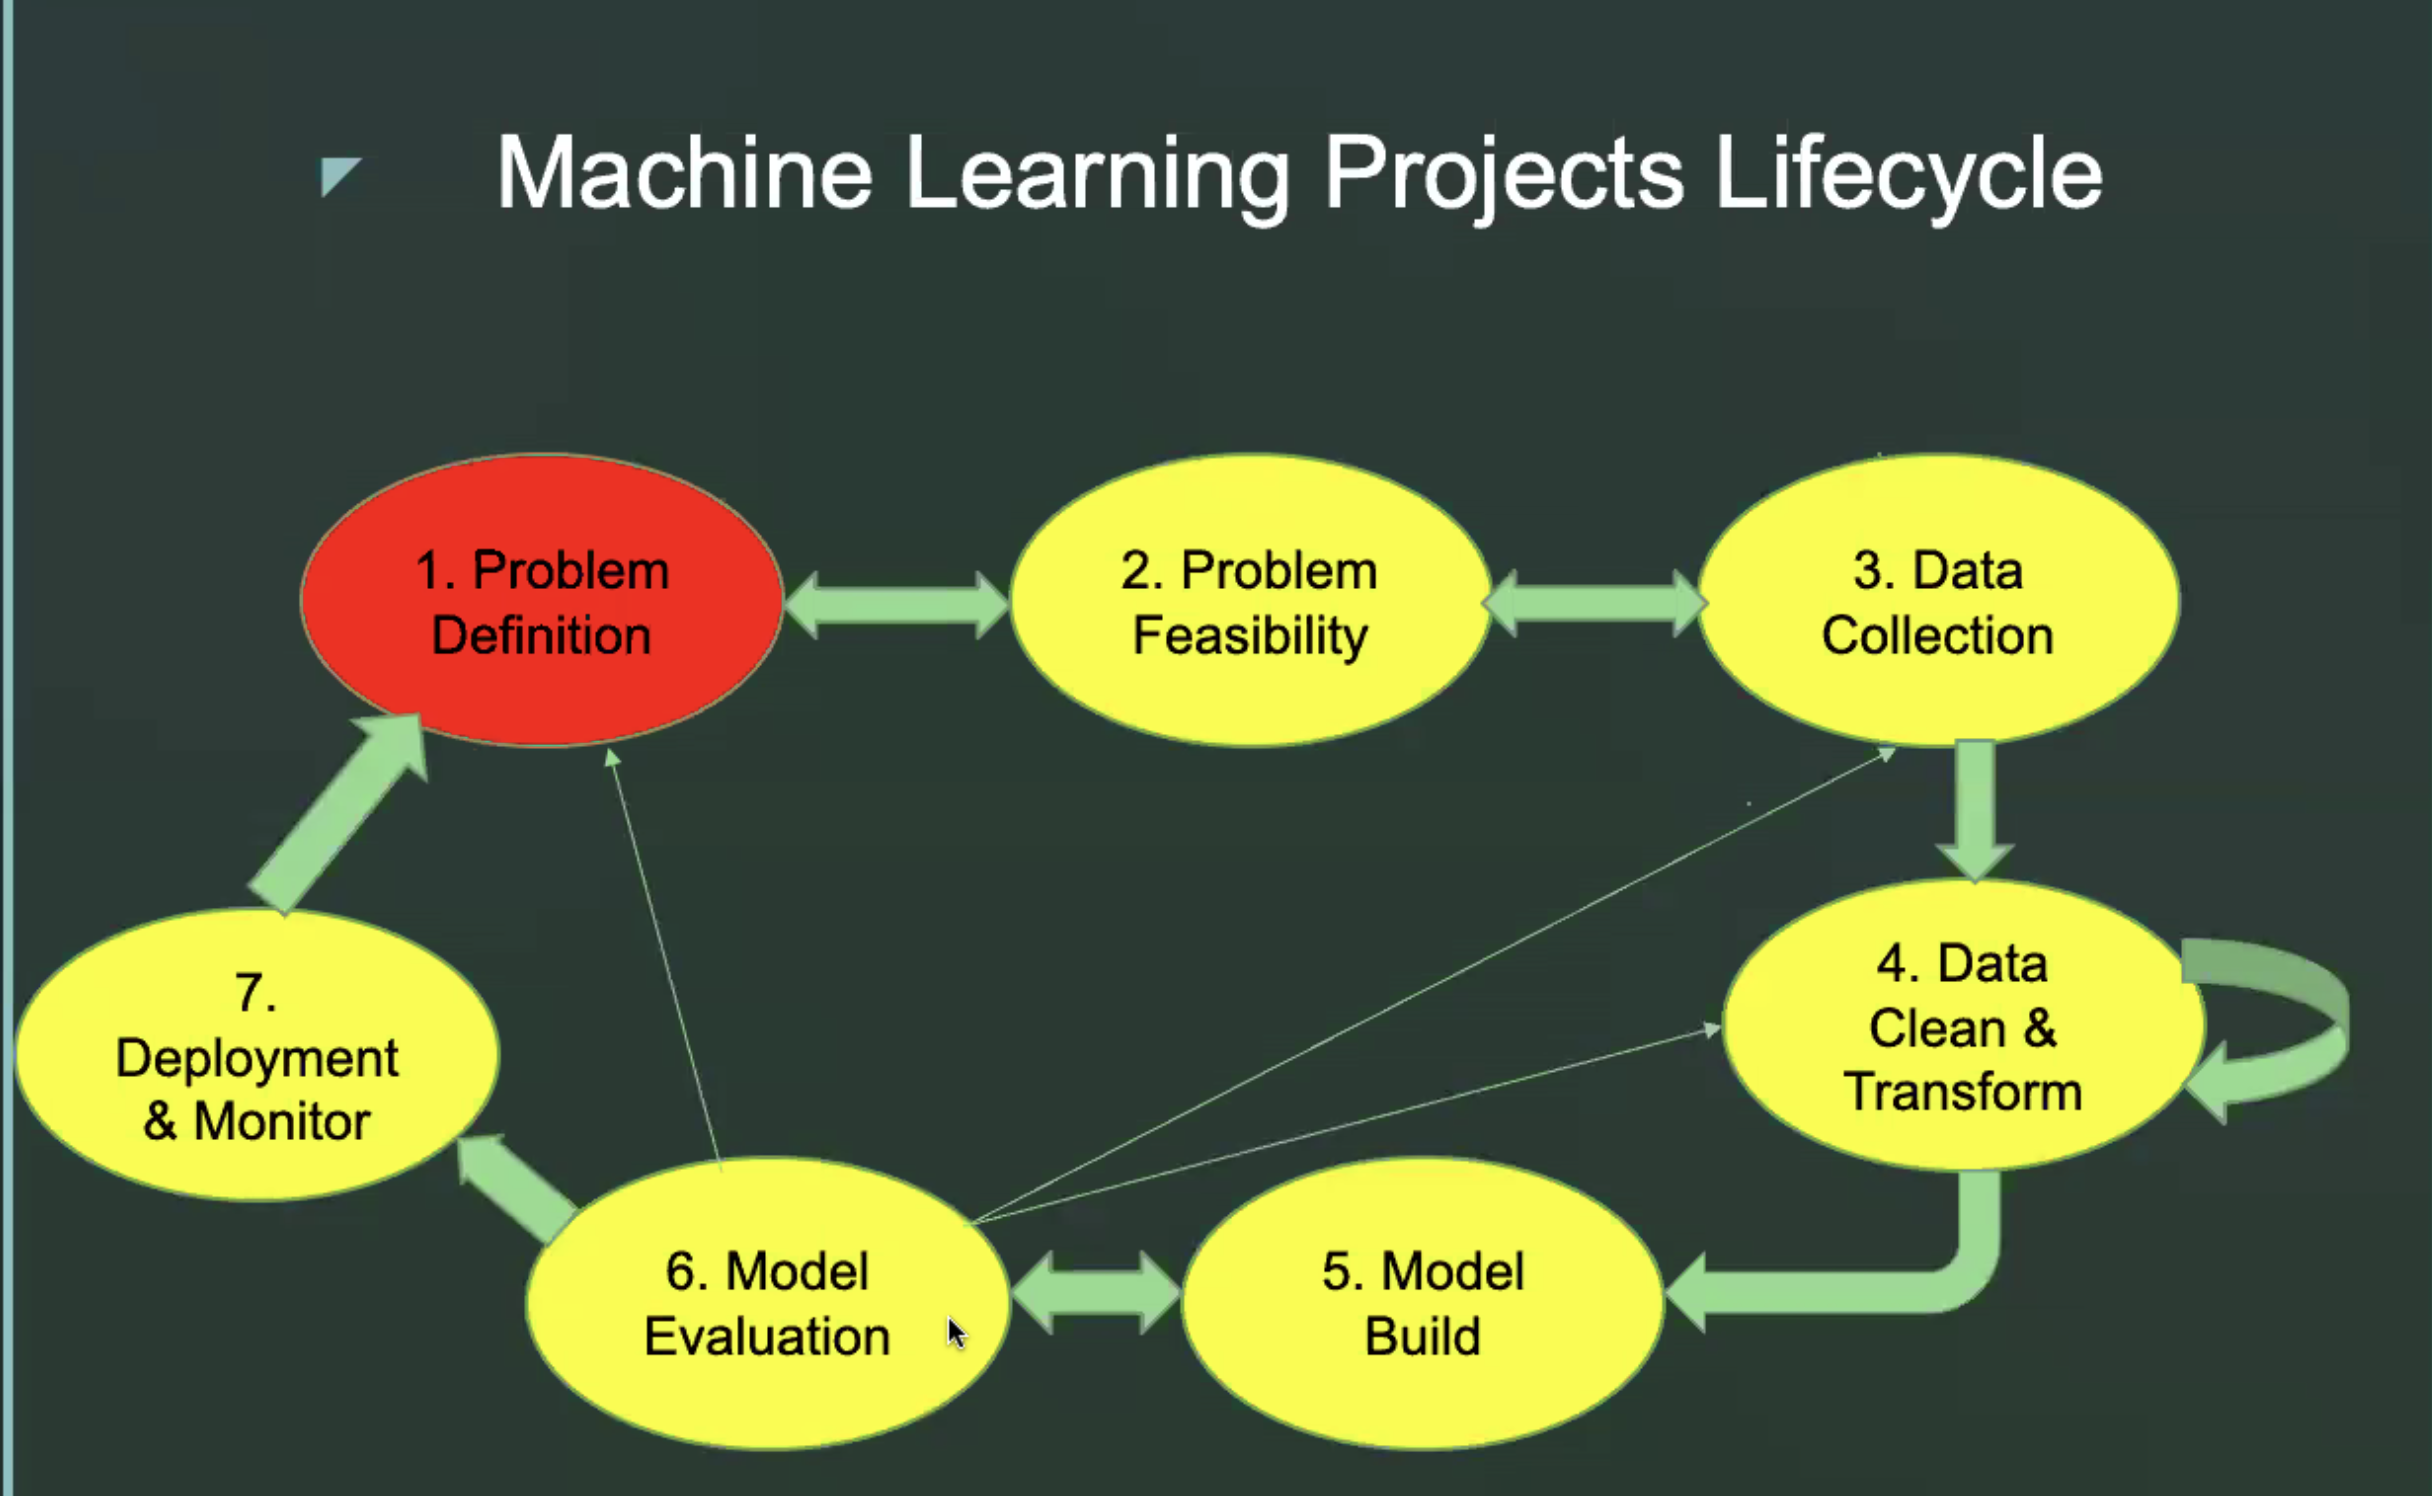 Machine Learning Projects Lifecycle
1. Problem
Definition
2. Problem
Feasibility
3. Data
Collection
4. Data
Clean &
Transform
5. Model
Build
6. Model
Evaluation
7.
Deployment
& Monitor